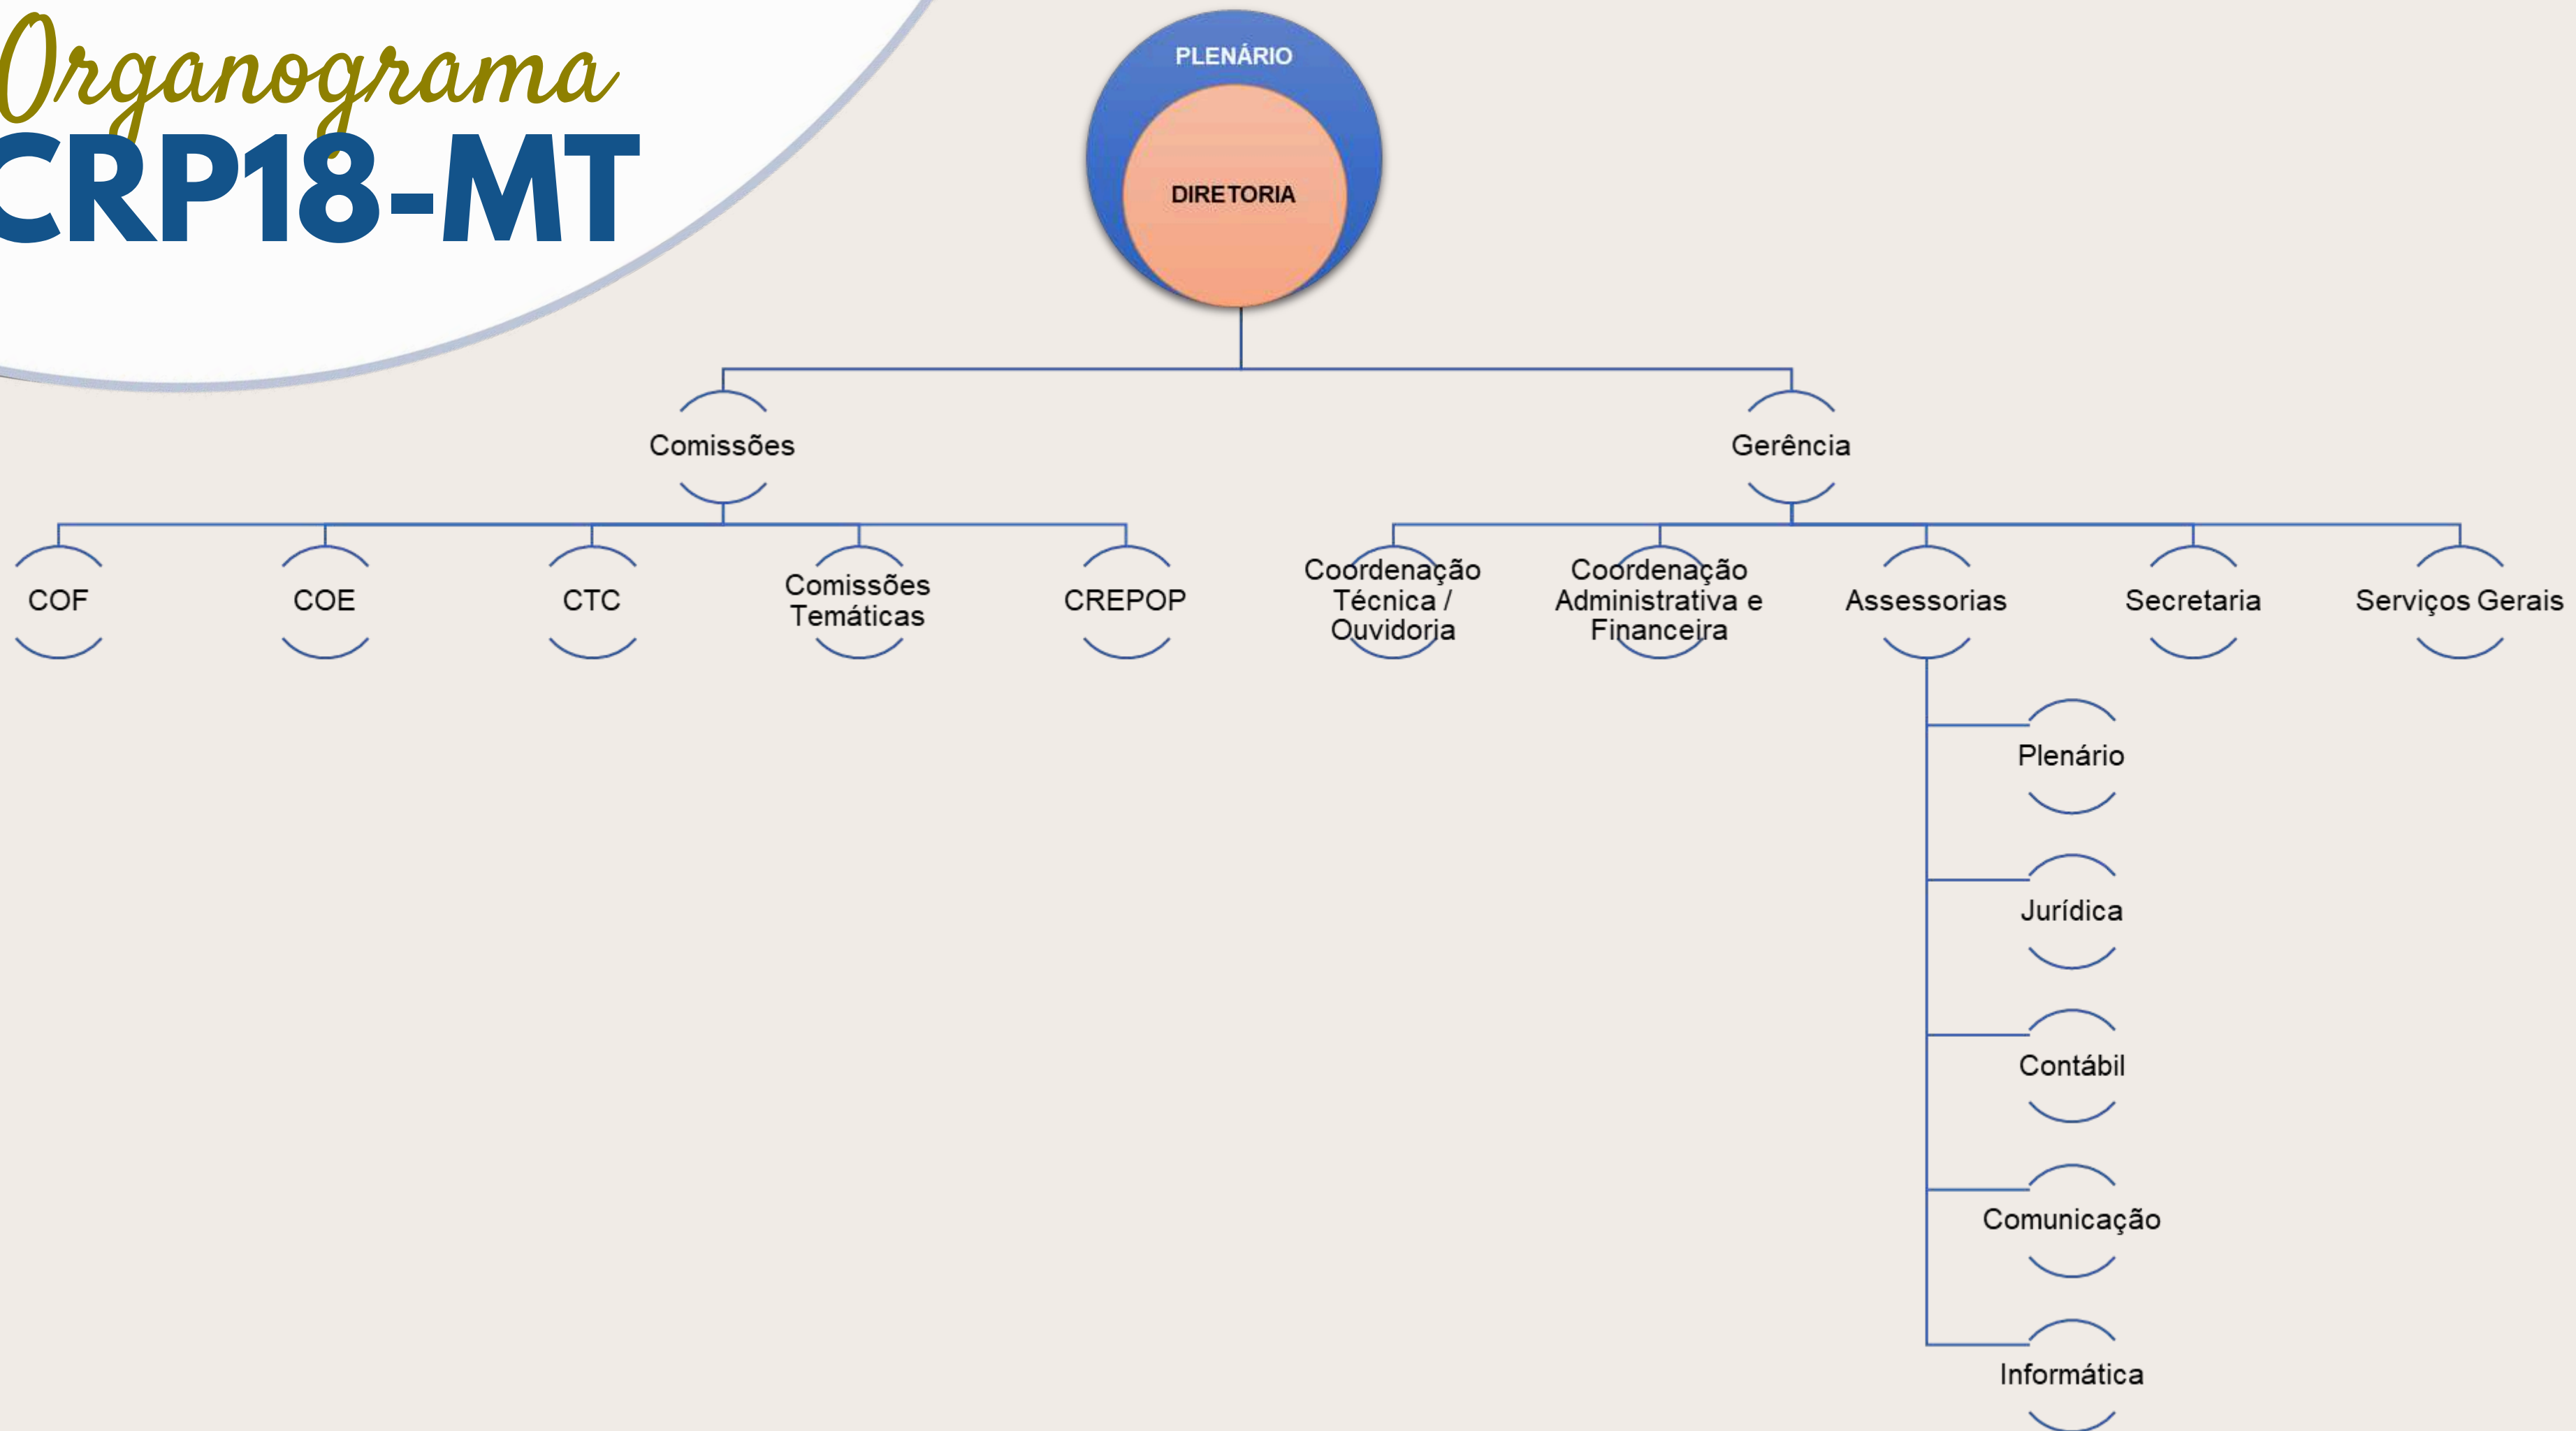 Organograma
CRP18-MT
PLENÁRIO
DIRETORIA
Comissões
Gerência
COF
COE
CTC
Comissões
Temáticas
CREPOP
Coordenação
Técnica /
Ouvidoria
Coordenação
Administrativa e
Financeira
Assessorias
Secretaria
Serviços Gerais
Plenário
Jurídica
Contábil
Comunicação
Informática